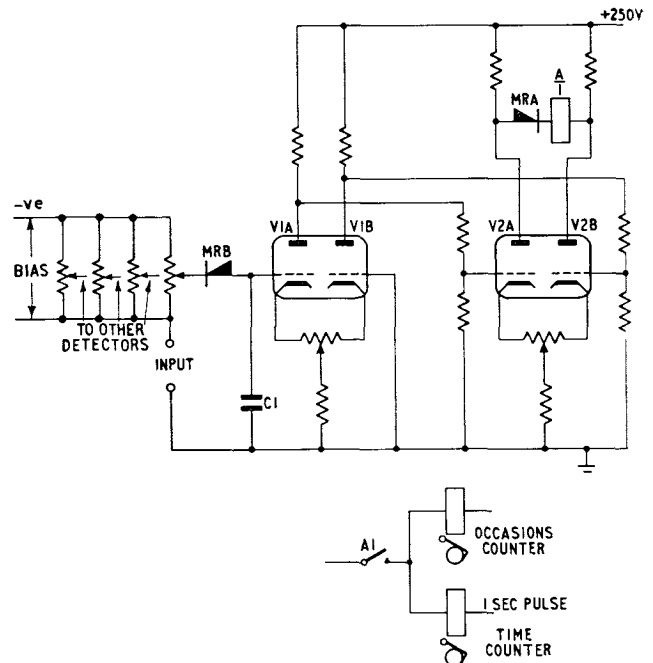 +250V
A
MRA
-ve
V1A
V1B
V2A
V2B
MRB
BIAS
TO OTHER
DETECTORS
INPUT
C1
A1
OCCASIONS
COUNTER
1 SEC PULSE
TIME
COUNTER